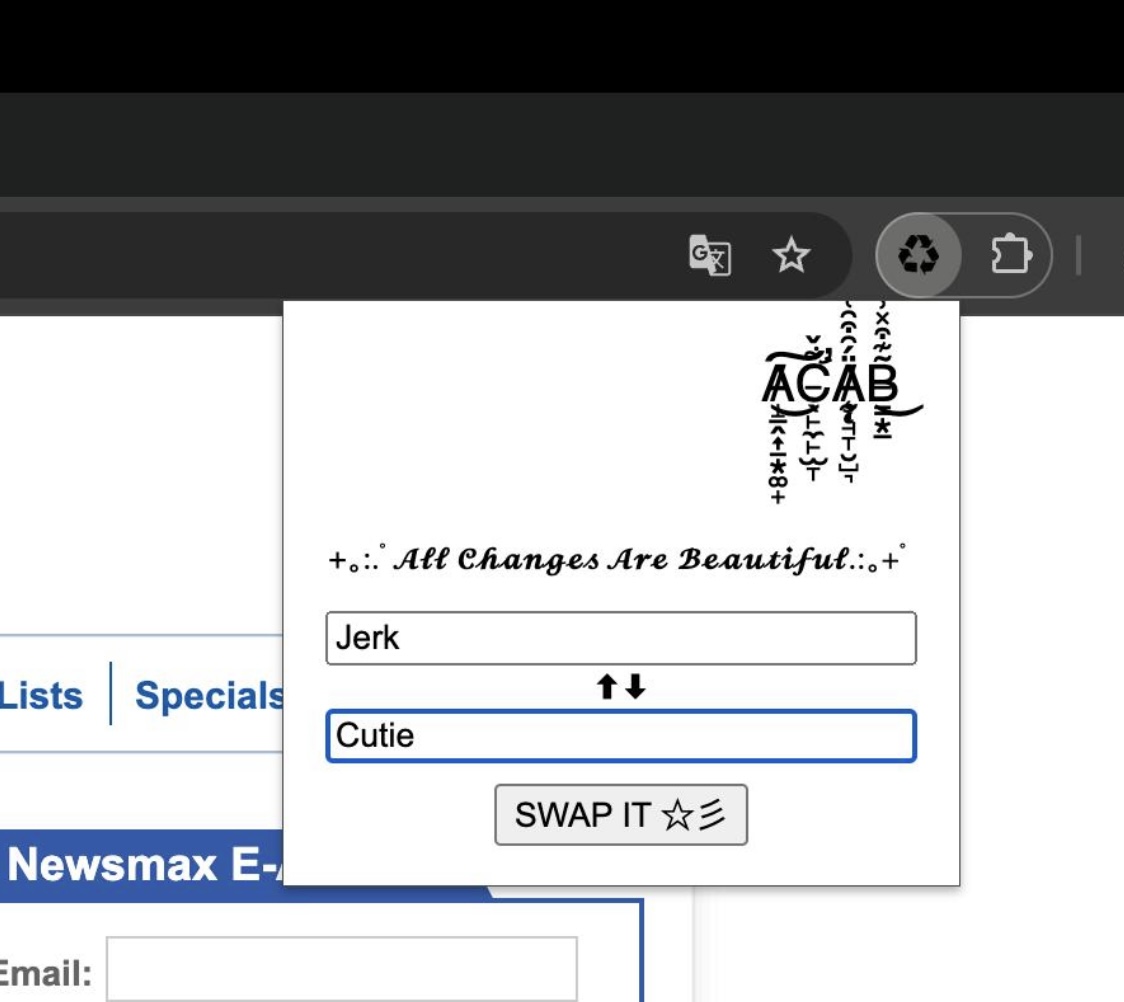 ACAB
+｡:.ﾟ𝓐𝓵𝓵 𝓒𝓱𝓪𝓷𝓰𝓮𝓼 𝓐𝓻𝓮 𝓑𝓮𝓪𝓾𝓽𝓲𝓯𝓾𝓵.:｡+ﾟ
Jerk
⬆⬇
Cutie
SWAP IT ☆彡
Lists
Specials
Newsmax E-
Email: